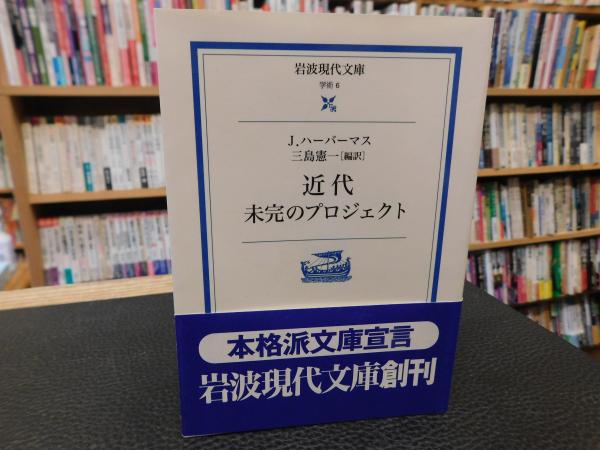 岩波現代文庫
学術 6
J.ハーバーマス
三島憲一[編訳]
近代
未完のプロジェクト
本格派文庫宣言
岩波現代文庫創刊